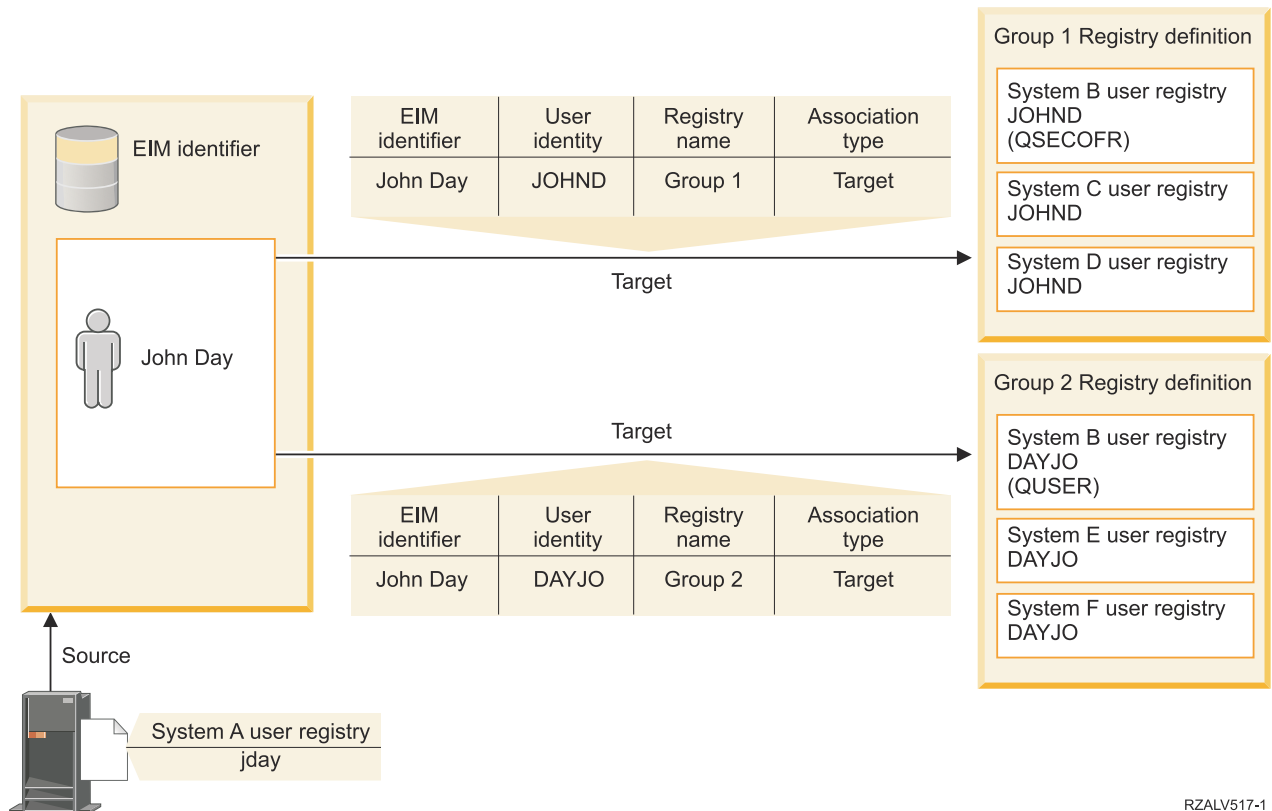 Group 1 Registry definition
System B user registry
JOHND
(QSECOFR)
System C user registry
JOHND
System D user registry
JOHND
EIM identifier
John Day
EIM identifier | User identity | Registry name | Association type
John Day | JOHND | Group 1 | Target
Target
Target
EIM identifier | User identity | Registry name | Association type
John Day | DAYJO | Group 2 | Target
Group 2 Registry definition
System B user registry
DAYJO
(QUSER)
System E user registry
DAYJO
System F user registry
DAYJO
Source
System A user registry
jday
RZALV517-1